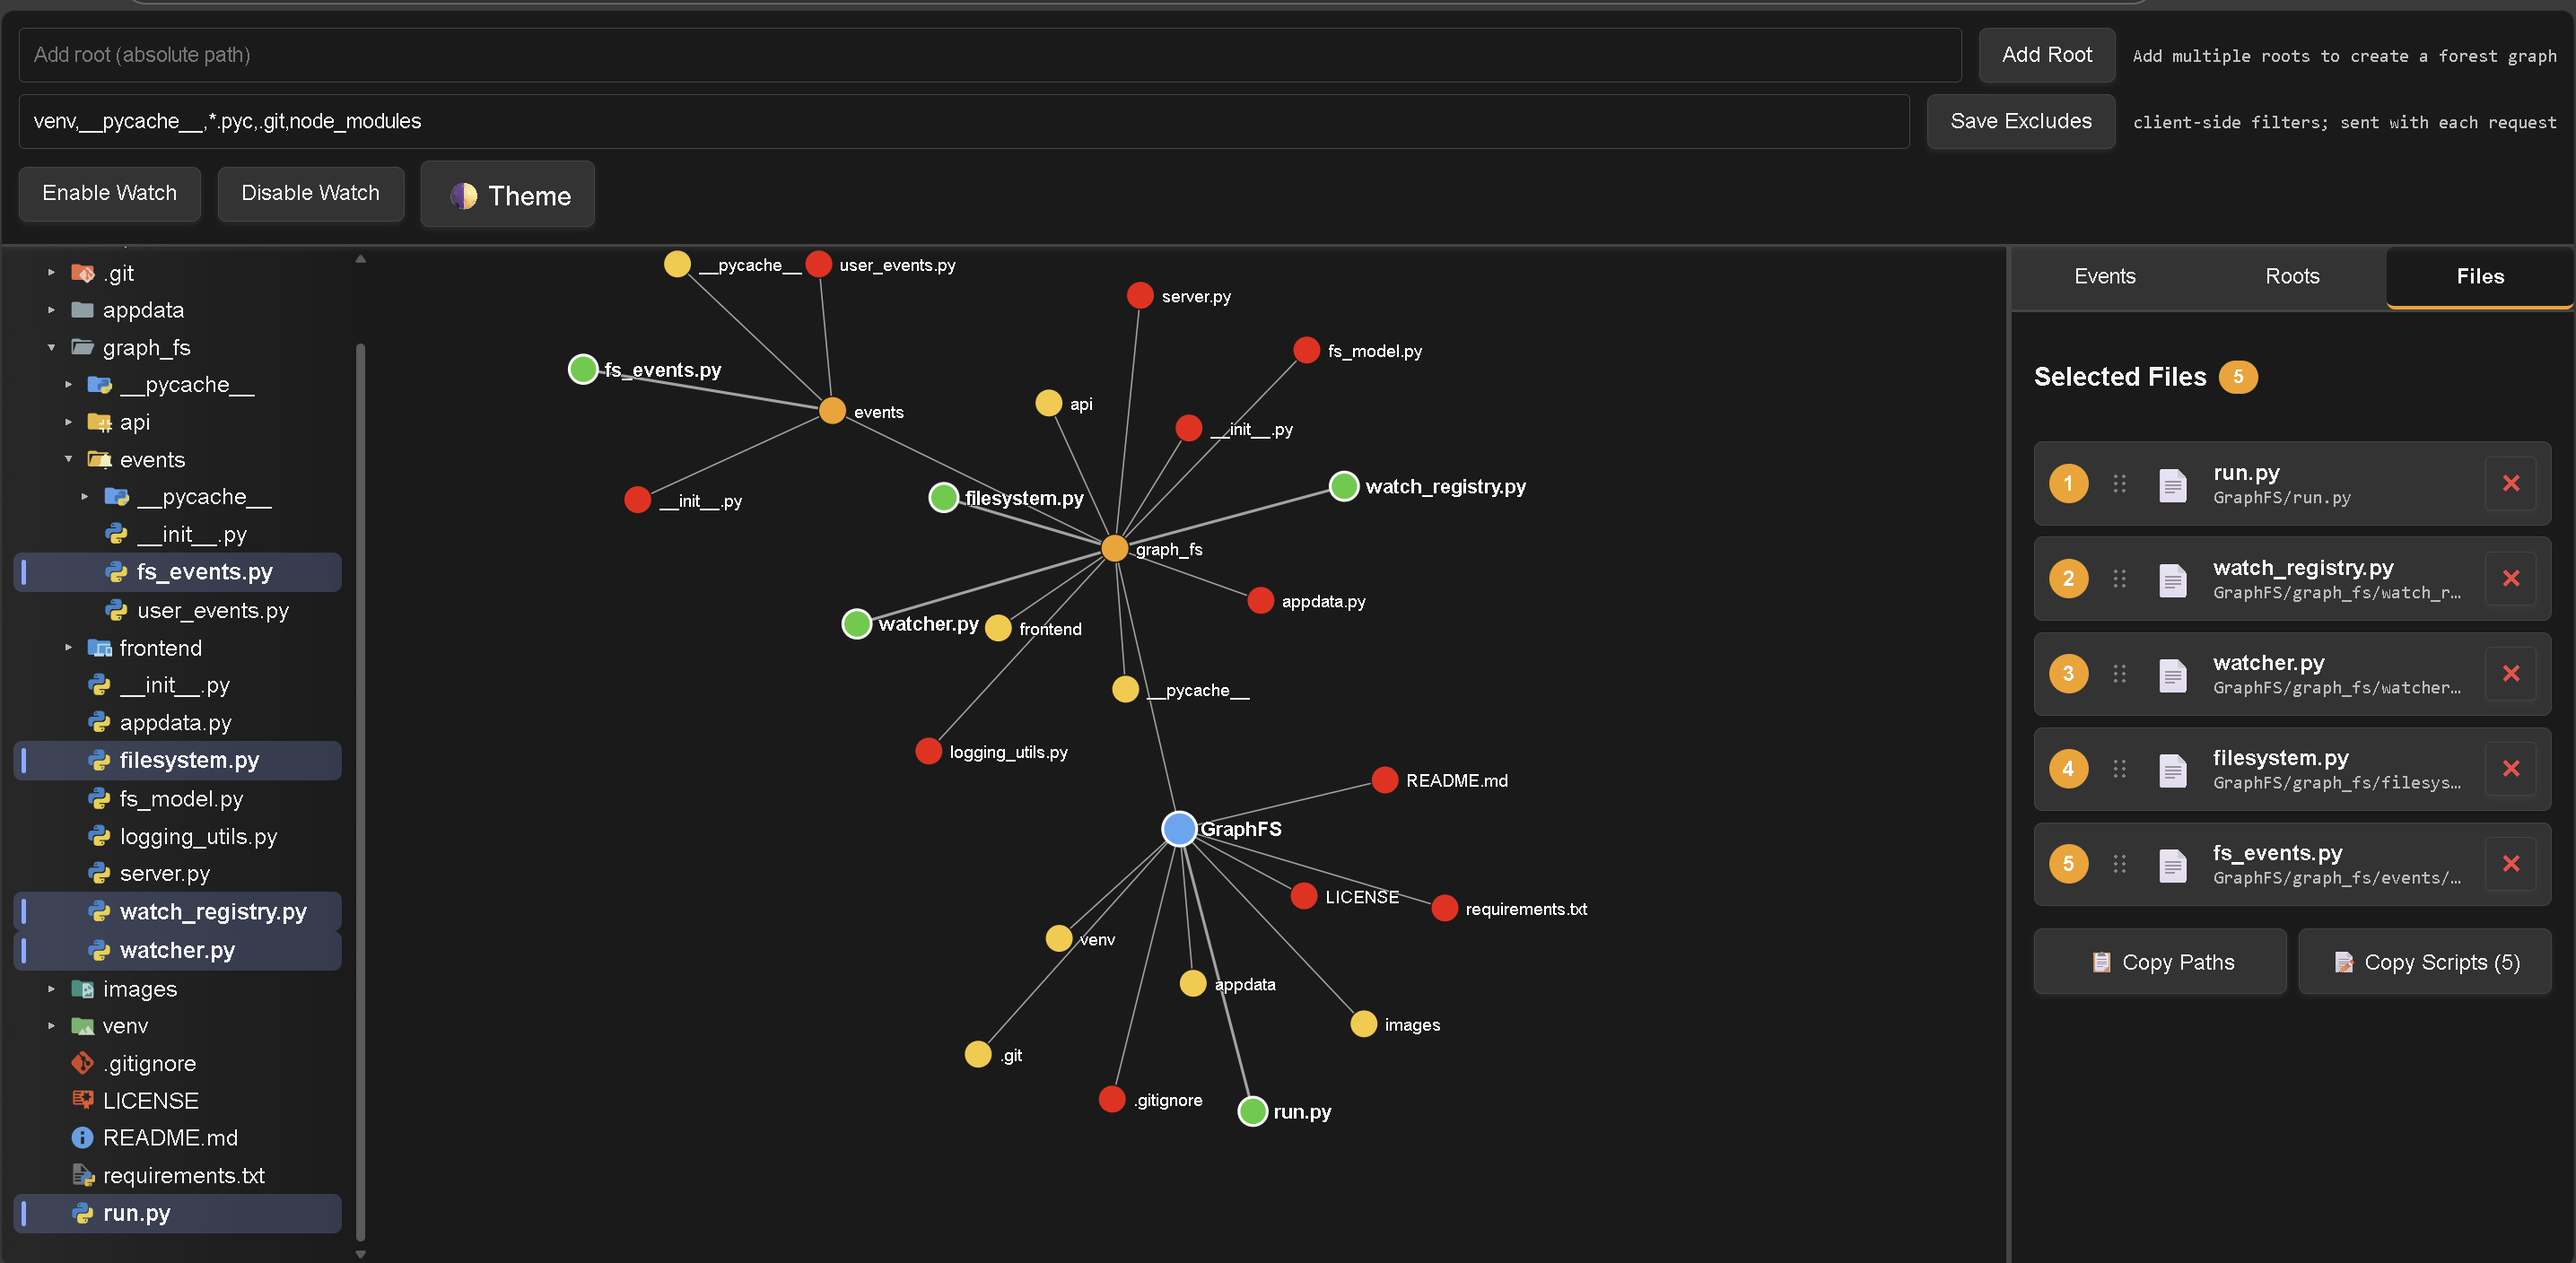 Add root (absolute path)
Add Root
Add multiple roots to create a forest graph
venv,__pycache__,*.pyc,.git,node_modules
Save Excludes
client-side filters; sent with each request
Enable Watch
Disable Watch
Theme
.git
appdata
graph_fs
__pycache__
api
events
__pycache__
__init__.py
fs_events.py
user_events.py
frontend
__init__.py
appdata.py
filesystem.py
fs_model.py
logging_utils.py
server.py
watch_registry.py
watcher.py
images
venv
.gitignore
LICENSE
README.md
requirements.txt
run.py
__pycache__
user_events.py
server.py
fs_model.py
fs_events.py
api
events
__init__.py
watch_registry.py
filesystem.py
__init__.py
graph_fs
appdata.py
watcher.py
frontend
__pycache__
logging_utils.py
README.md
GraphFS
LICENSE
requirements.txt
venv
appdata
images
.git
.gitignore
run.py
Events
Roots
Files
Selected Files 5
1
run.py
GraphFS/run.py
2
watch_registry.py
GraphFS/graph_fs/watch_r…
3
watcher.py
GraphFS/graph_fs/watcher…
4
filesystem.py
GraphFS/graph_fs/filesys…
5
fs_events.py
GraphFS/graph_fs/events/…
Copy Paths
Copy Scripts (5)